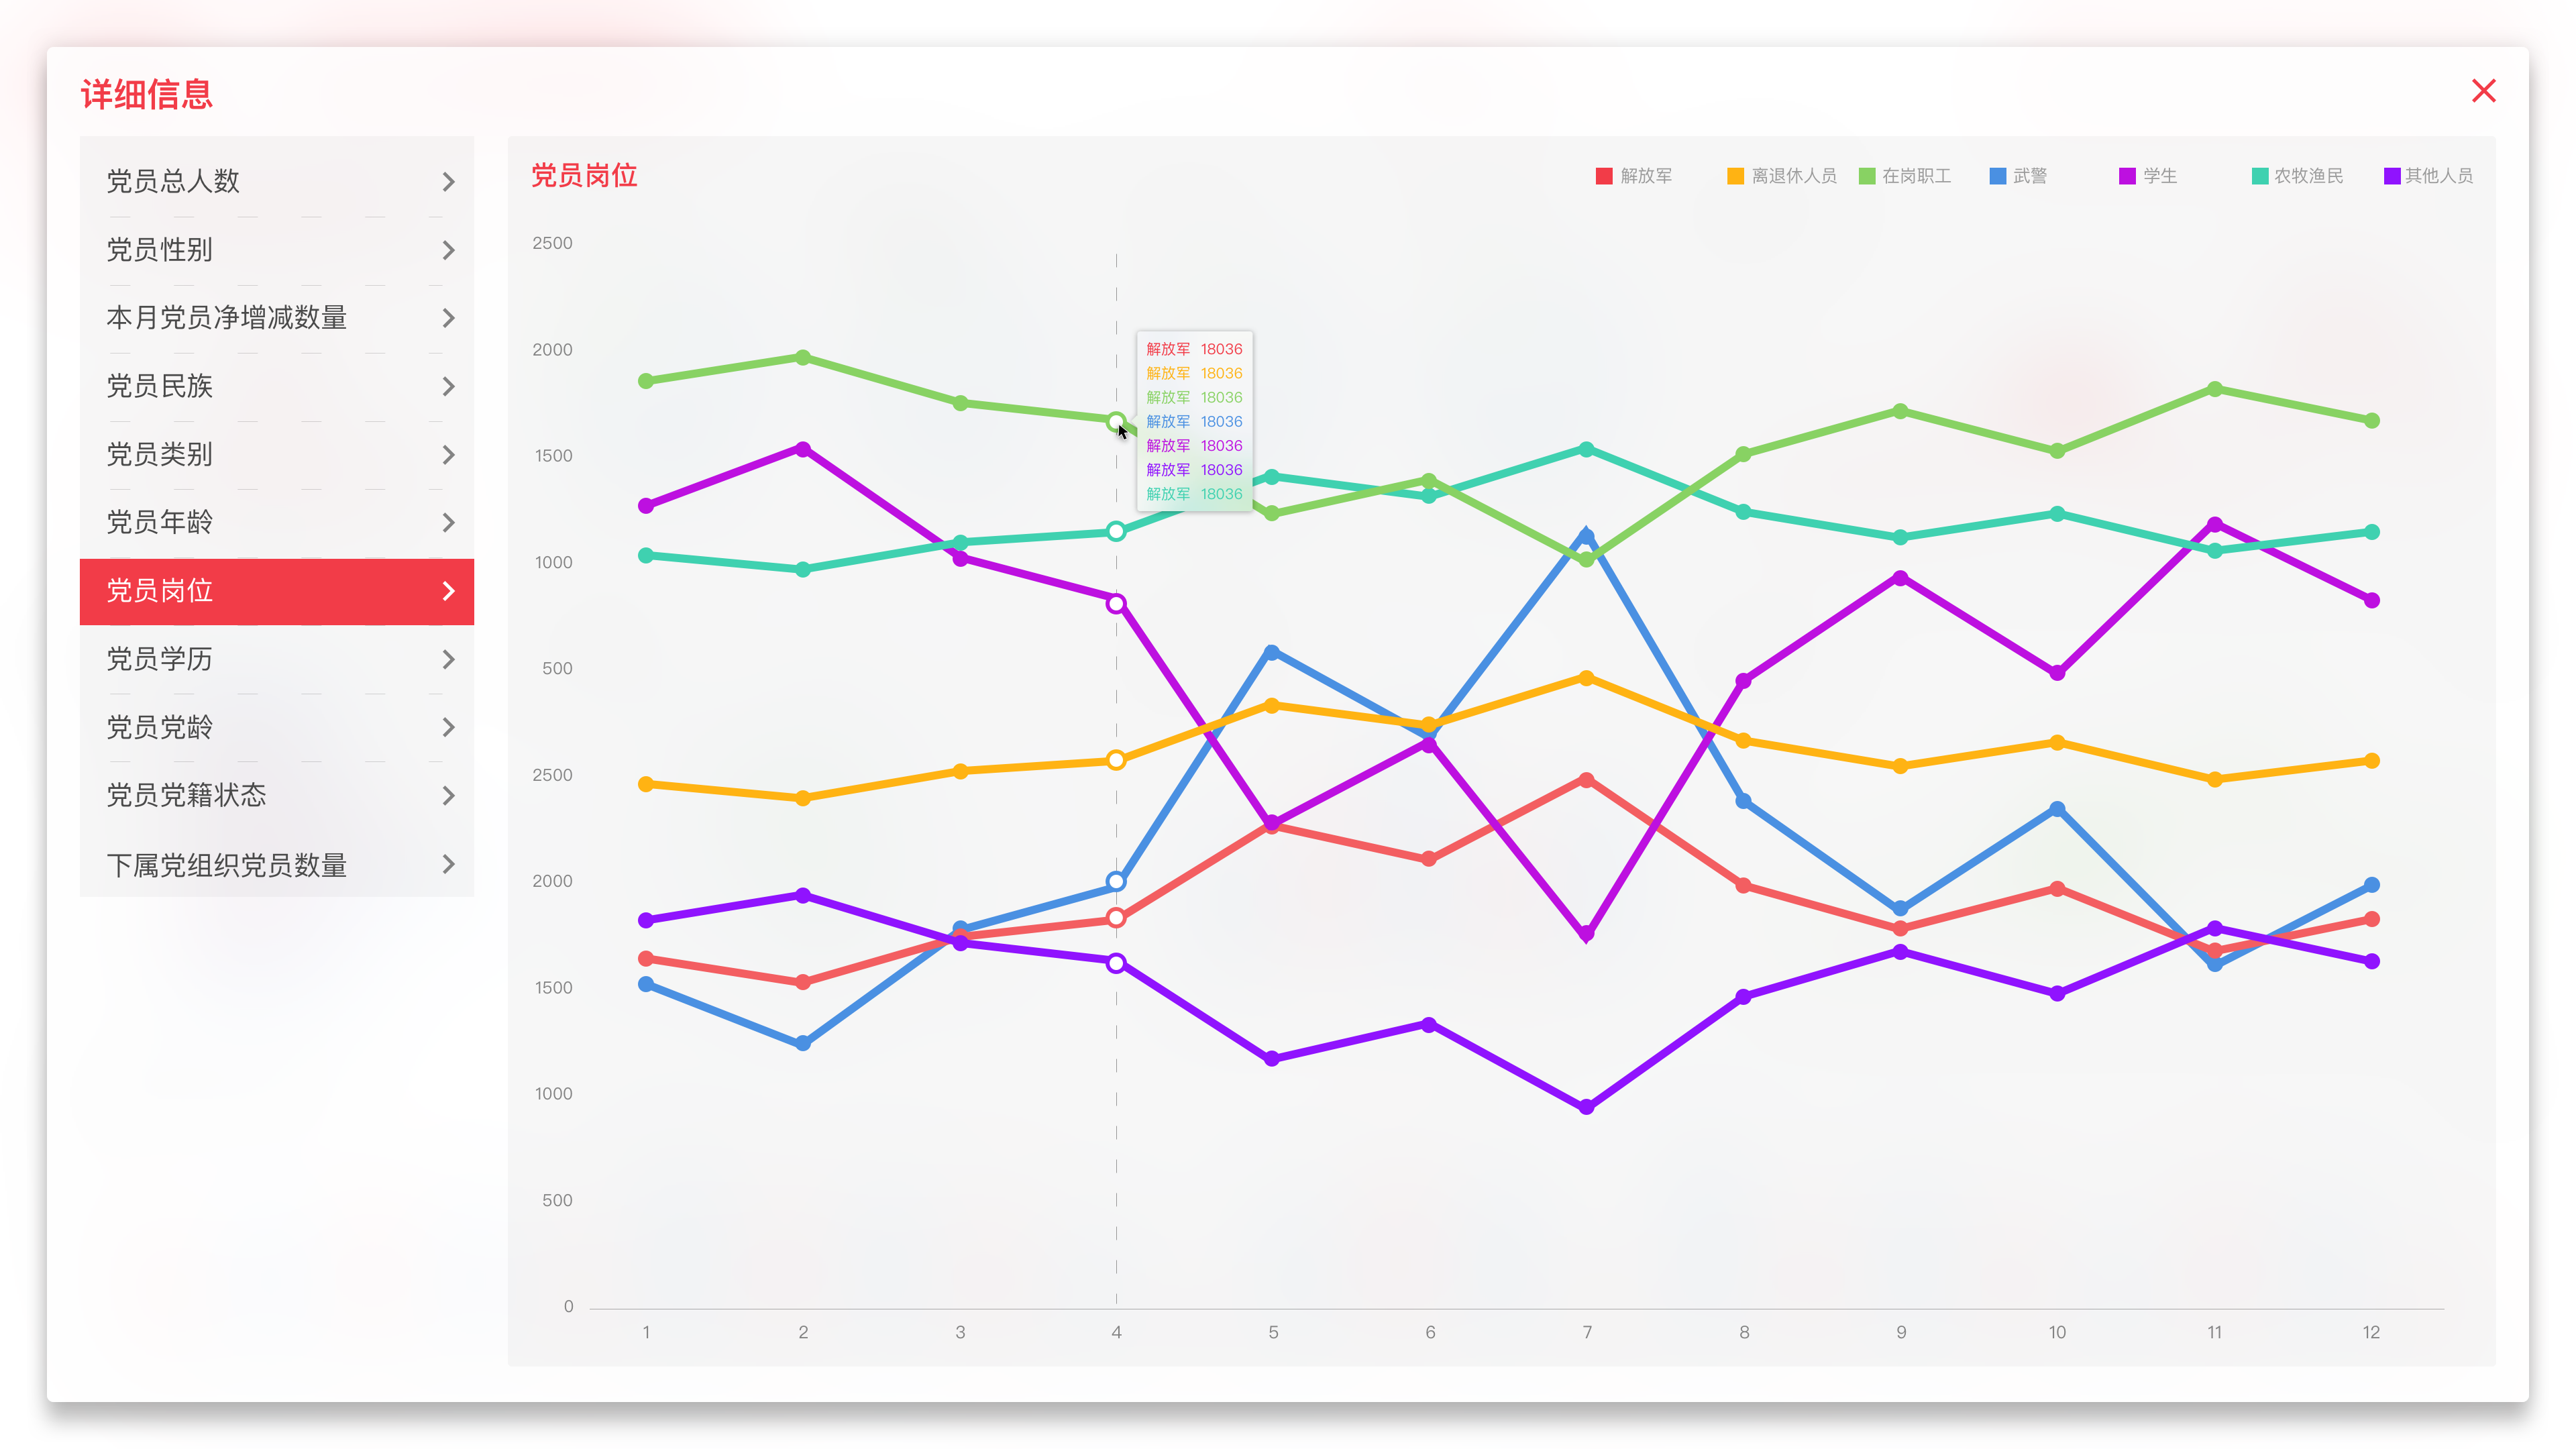 详细信息
党员总人数
党员性别
本月党员净增减数量
党员民族
党员类别
党员年龄
党员岗位
党员学历
党员党龄
党员党籍状态
下属党组织党员数量
党员岗位
解放军 离退休人员 在岗职工 武警 学生 农牧渔民 其他人员
2500
2000
1500
1000
500
2500
2000
1500
1000
500
0
解放军 18036
解放军 18036
解放军 18036
解放军 18036
解放军 18036
解放军 18036
解放军 18036
1 2 3 4 5 6 7 8 9 10 11 12